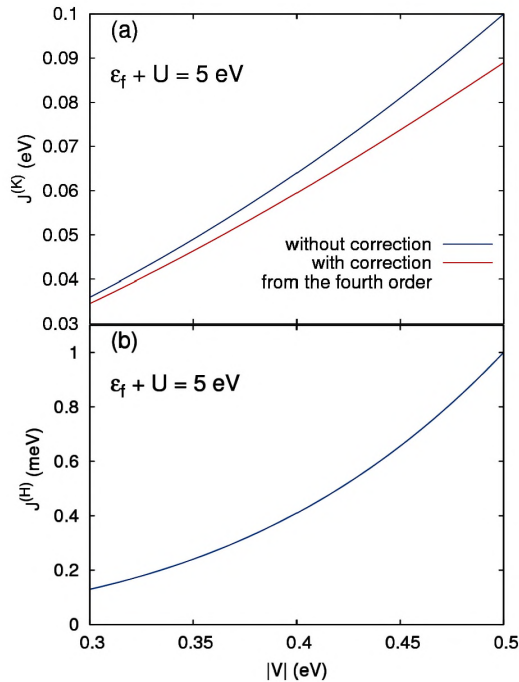 0.1
(a)
εf + U = 5 eV
0.09
0.08
0.07
J(K) (eV)
0.06
0.05
without correction
with correction
from the fourth order
0.04
0.03
(b)
1
εf + U = 5 eV
0.8
0.6
J(H) (meV)
0.4
0.2
0
0.3 0.35 0.4 0.45 0.5
|V| (eV)